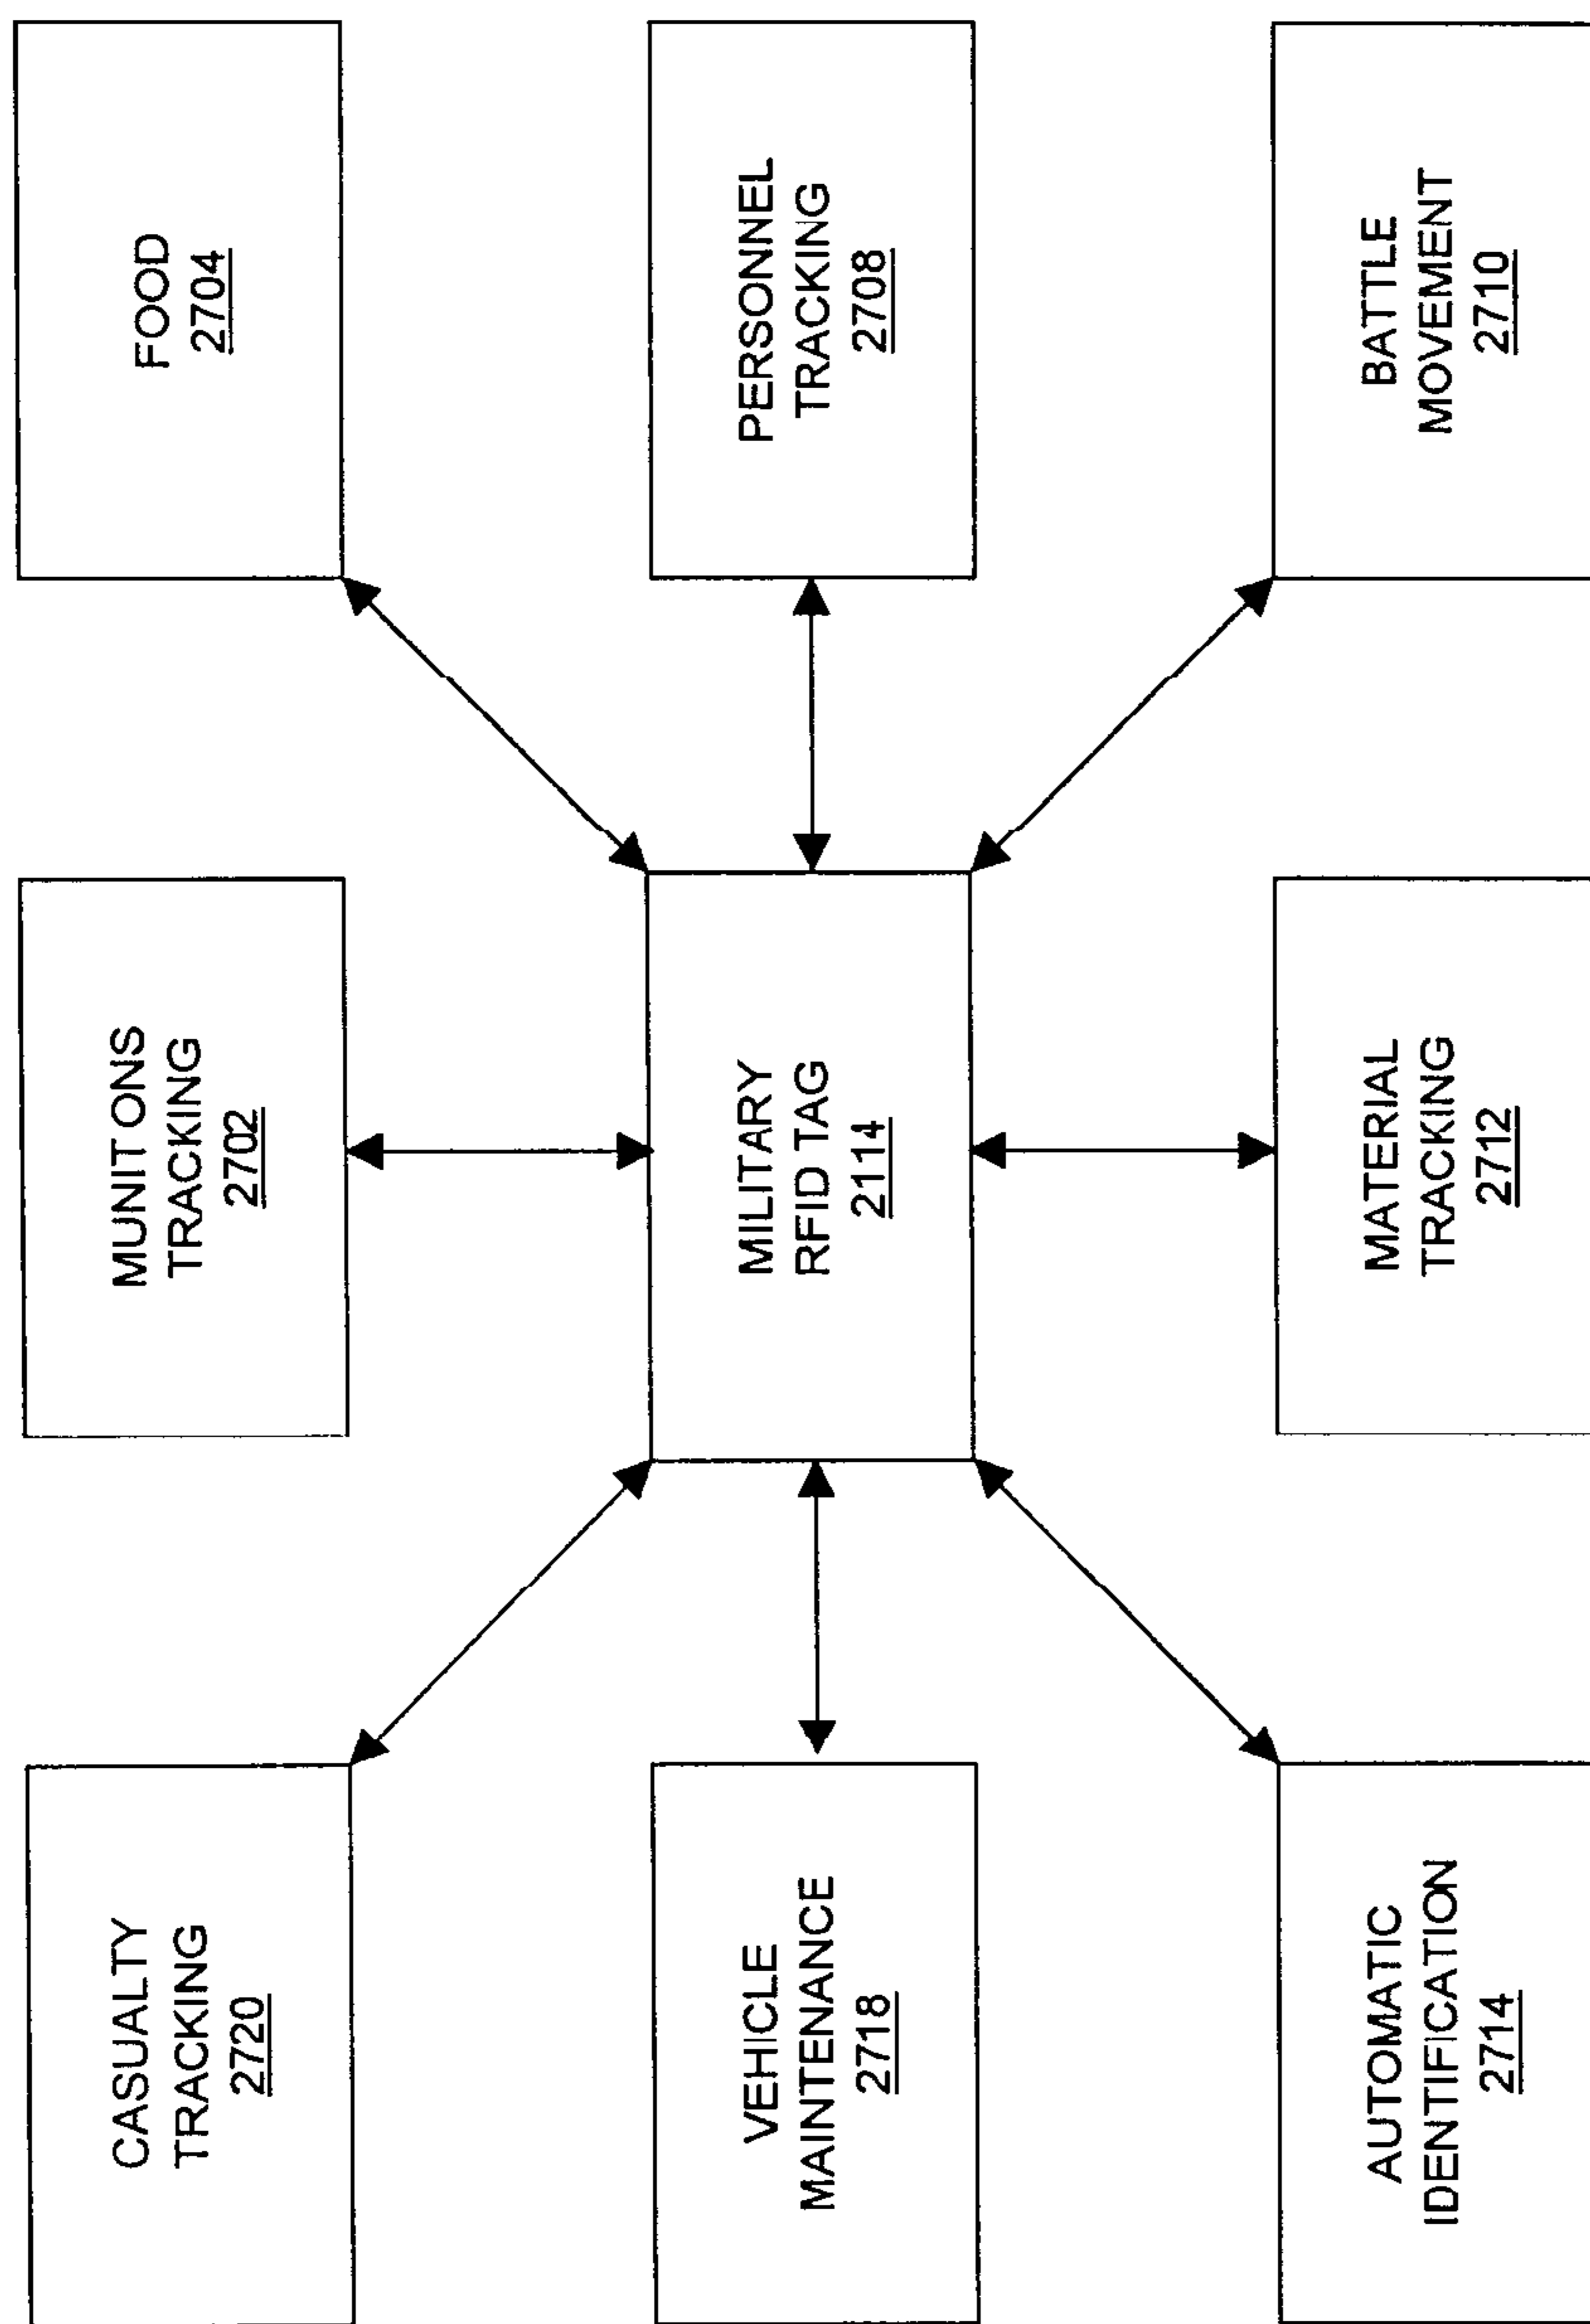 CASUALTY
TRACKING
2720
MUNIT ONS
TRACKING
2702
FOOD
2704
VEHICLE
MAINTENANCE
2718
MILITARY
RFID TAG
2114
PERSONNEL
TRACKING
2708
AUTOMATIC
IDENTIFICATION
2714
MATERIAL
TRACKING
2712
BATTLE
MOVEMENT
2710